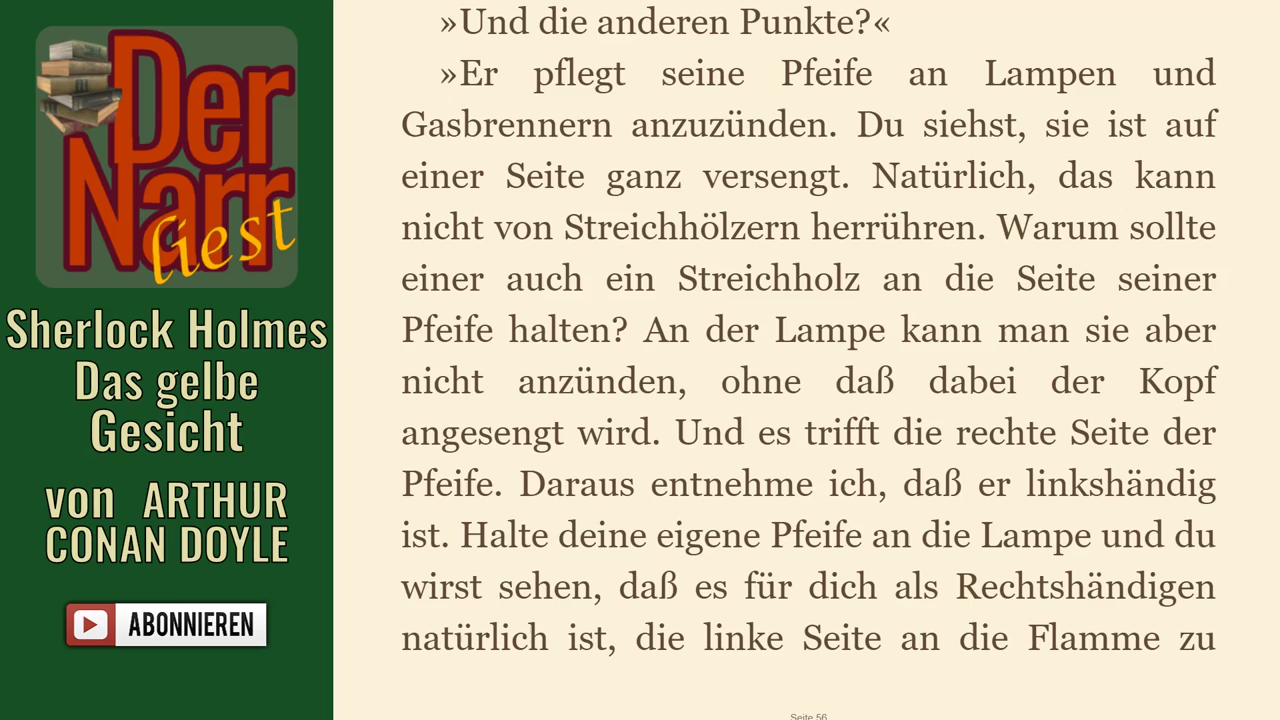 Der
Narr
liest
Sherlock Holmes
Das gelbe
Gesicht
von ARTHUR
CONAN DOYLE
ABONNIEREN
»Und die anderen Punkte?«
»Er pflegt seine Pfeife an Lampen und
Gasbrennern anzuzünden. Du siehst, sie ist auf
einer Seite ganz versengt. Natürlich, das kann
nicht von Streichhölzern herrühren. Warum sollte
einer auch ein Streichholz an die Seite seiner
Pfeife halten? An der Lampe kann man sie aber
nicht anzünden, ohne daß dabei der Kopf
angesengt wird. Und es trifft die rechte Seite der
Pfeife. Daraus entnehme ich, daß er linkshändig
ist. Halte deine eigene Pfeife an die Lampe und du
wirst sehen, daß es für dich als Rechtshändigen
natürlich ist, die linke Seite an die Flamme zu
Seite 56